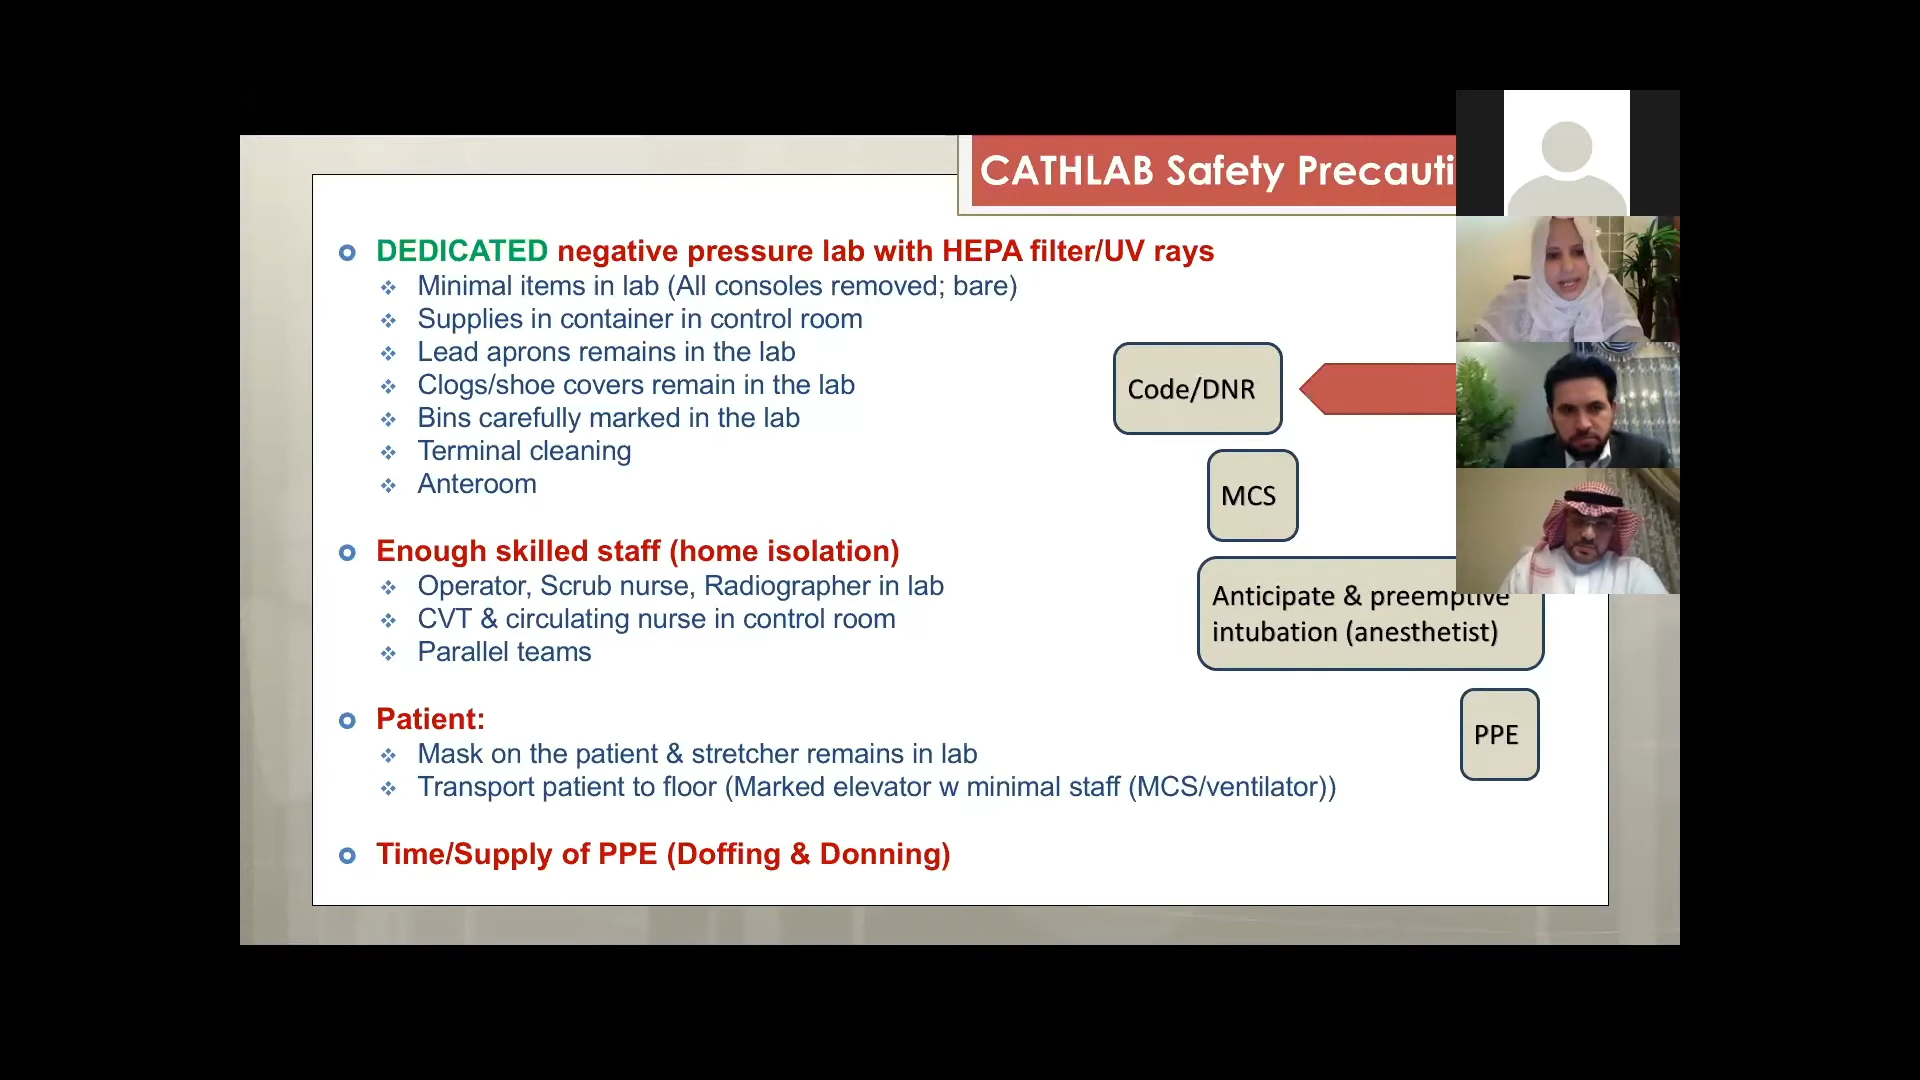 CATHLAB Safety Precauti
DEDICATED negative pressure lab with HEPA filter/UV rays
Minimal items in lab (All consoles removed; bare)
Supplies in container in control room
Lead aprons remains in the lab
Clogs/shoe covers remain in the lab
Bins carefully marked in the lab
Terminal cleaning
Anteroom
Enough skilled staff (home isolation)
Operator, Scrub nurse, Radiographer in lab
CVT & circulating nurse in control room
Parallel teams
Patient:
Mask on the patient & stretcher remains in lab
Transport patient to floor (Marked elevator w minimal staff (MCS/ventilator))
Time/Supply of PPE (Doffing & Donning)
Code/DNR
MCS
Anticipate & preemptive
intubation (anesthetist)
PPE